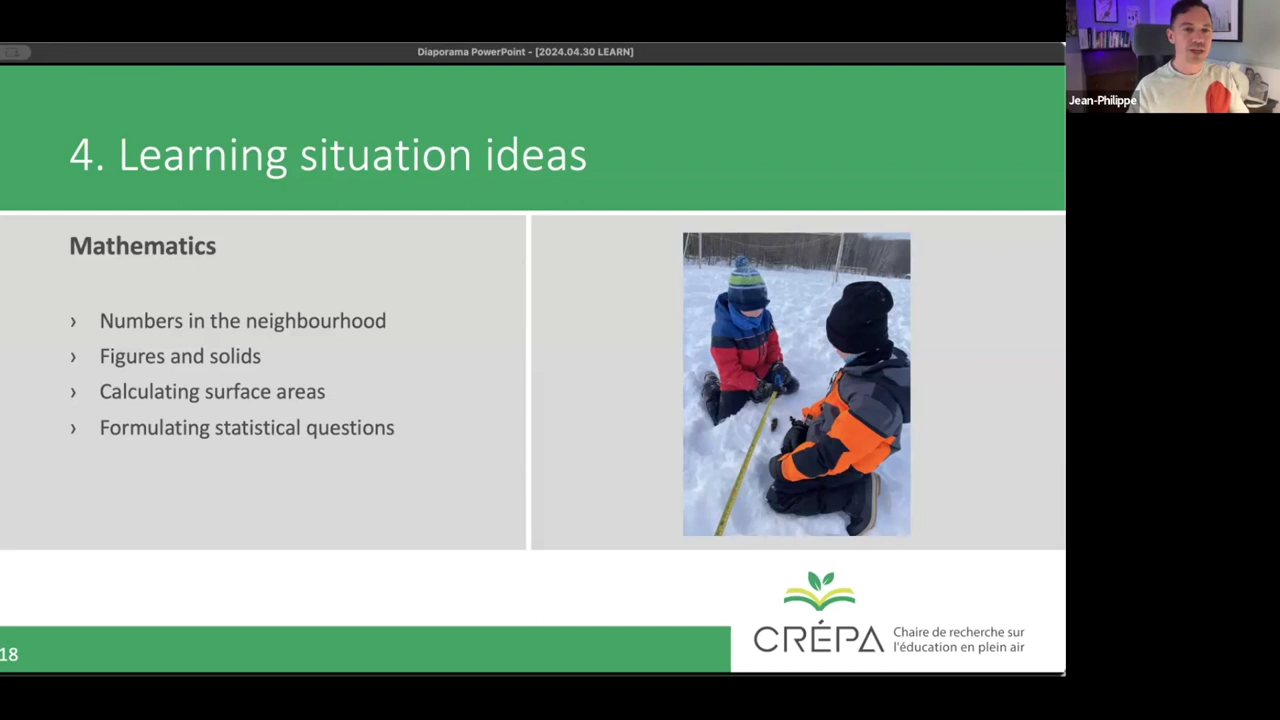 Diaporama PowerPoint - [2024.04.30 LEARN]
Jean-Philippe
4. Learning situation ideas
Mathematics
› Numbers in the neighbourhood
› Figures and solids
› Calculating surface areas
› Formulating statistical questions
CRÉPA
Chaire de recherche sur
l'éducation en plein air
18